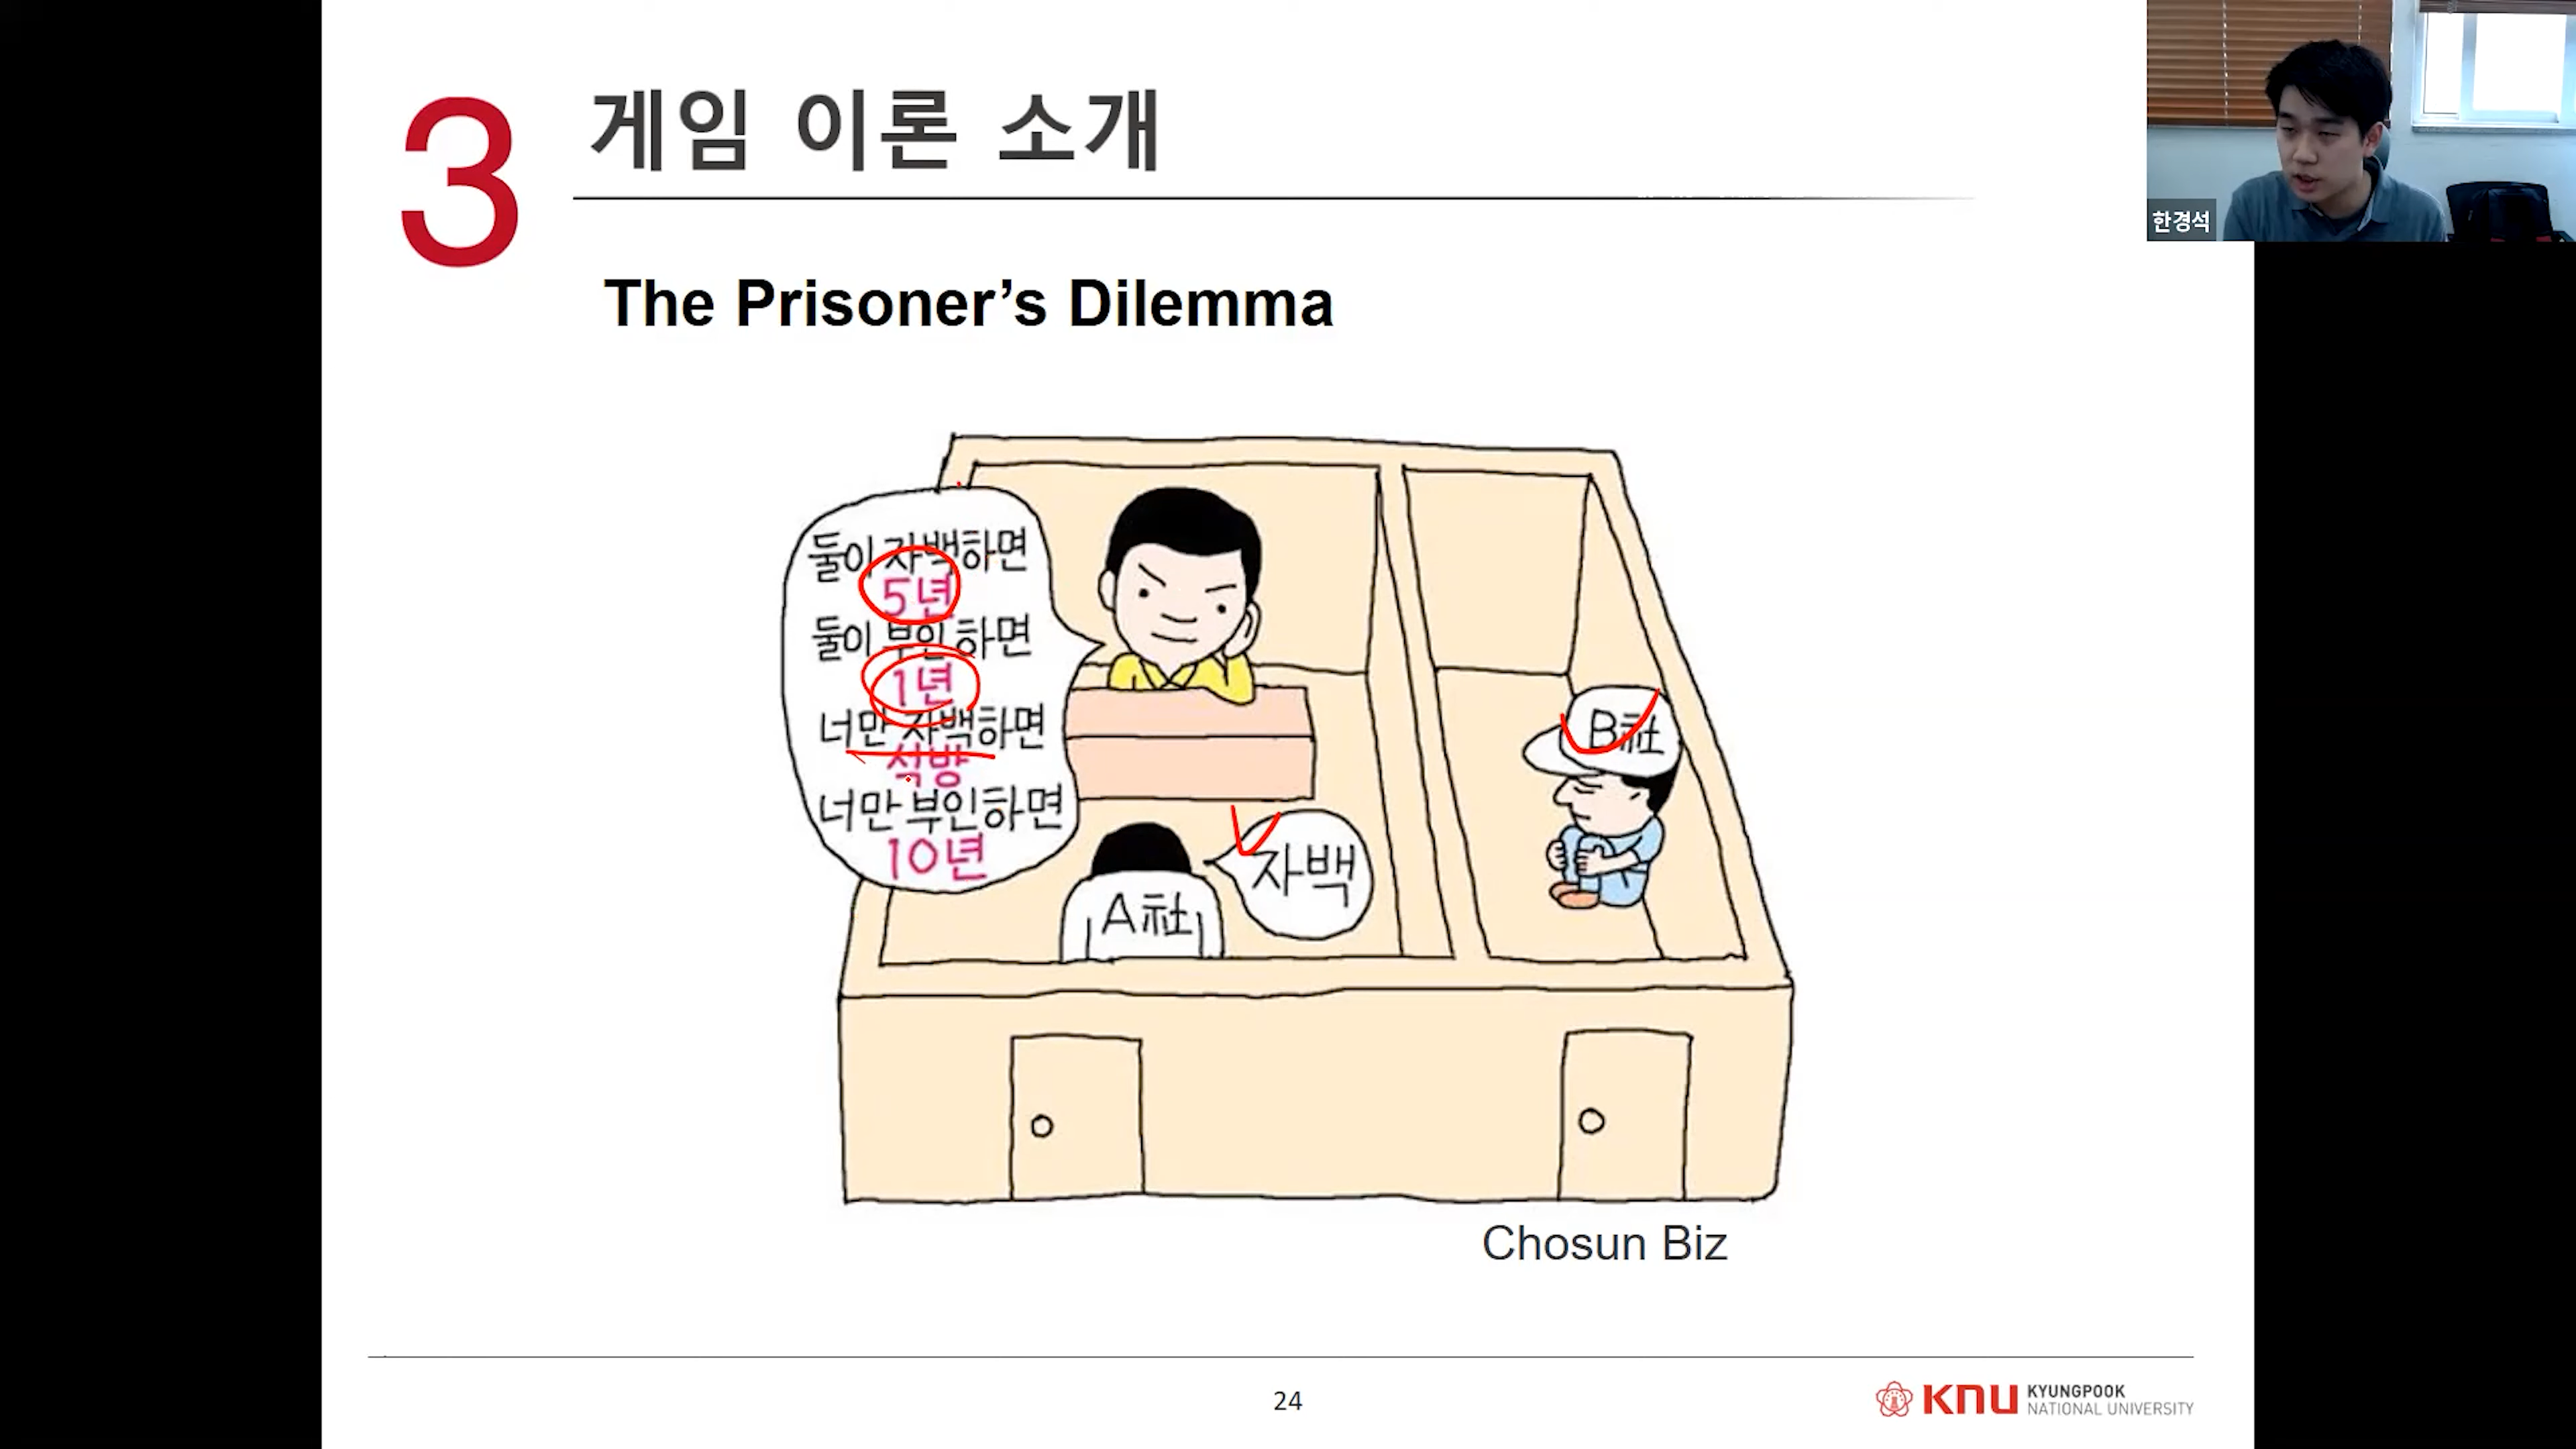 3
게임 이론 소개
한경석
The Prisoner's Dilemma
둘이 자백하면
5년
둘이 부인하면
1년
너만 자백하면
석방
너만 부인하면
10년
B社
자백
A社
Chosun Biz
24
KNU
KYUNGPOOK
NATIONAL UNIVERSITY